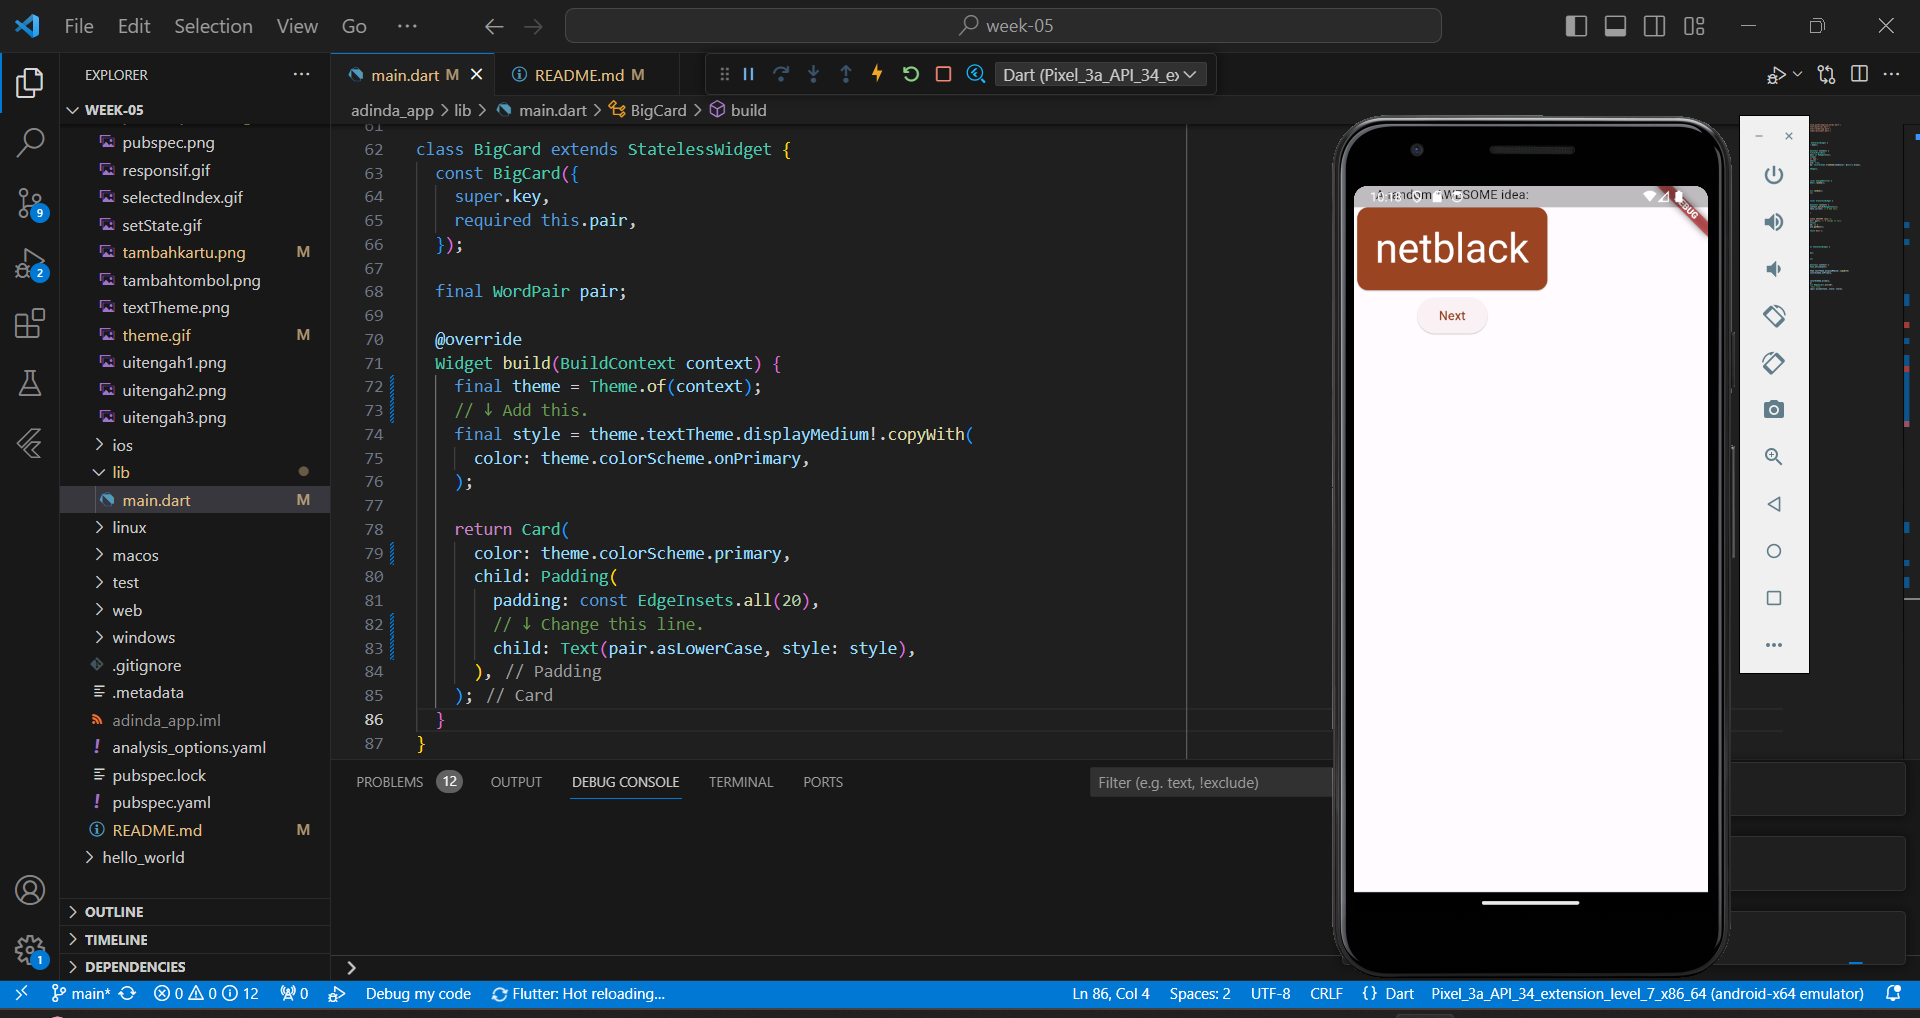 File Edit Selection View Go ···
week-05
EXPLORER
main.dart M
README.md M
Dart (Pixel_3a_API_34_ex
WEEK-05
adinda_app > lib > main.dart > BigCard > build
pubspec.png
responsif.gif
selectedIndex.gif
setState.gif
tambahkartu.png M
tambahtombol.png
textTheme.png
theme.gif M
uitengah1.png
uitengah2.png
uitengah3.png
ios
lib
main.dart M
linux
macos
test
web
windows
.gitignore
.metadata
adinda_app.iml
analysis_options.yaml
pubspec.lock
pubspec.yaml
README.md M
hello_world
OUTLINE
TIMELINE
DEPENDENCIES
9
2
1
61
62 class BigCard extends StatelessWidget {
63 const BigCard({
64 super.key,
65 required this.pair,
66 });
67
68 final WordPair pair;
69
70 @override
71 Widget build(BuildContext context) {
72 final theme = Theme.of(context);
73 // ↓ Add this.
74 final style = theme.textTheme.displayMedium!.copyWith(
75 color: theme.colorScheme.onPrimary,
76 );
77
78 return Card(
79 color: theme.colorScheme.primary,
80 child: Padding(
81 padding: const EdgeInsets.all(20),
82 // ↓ Change this line.
83 child: Text(pair.asLowerCase, style: style),
84 ), // Padding
85 ); // Card
86 }
87 }
PROBLEMS 12 OUTPUT DEBUG CONSOLE TERMINAL PORTS
Filter (e.g. text, !exclude)
A random AWESOME idea:
netblack
Next
main* 0 0 12 0 Debug my code Flutter: Hot reloading...
Ln 86, Col 4 Spaces: 2 UTF-8 CRLF {} Dart Pixel_3a_API_34_extension_level_7_x86_64 (android-x64 emulator)